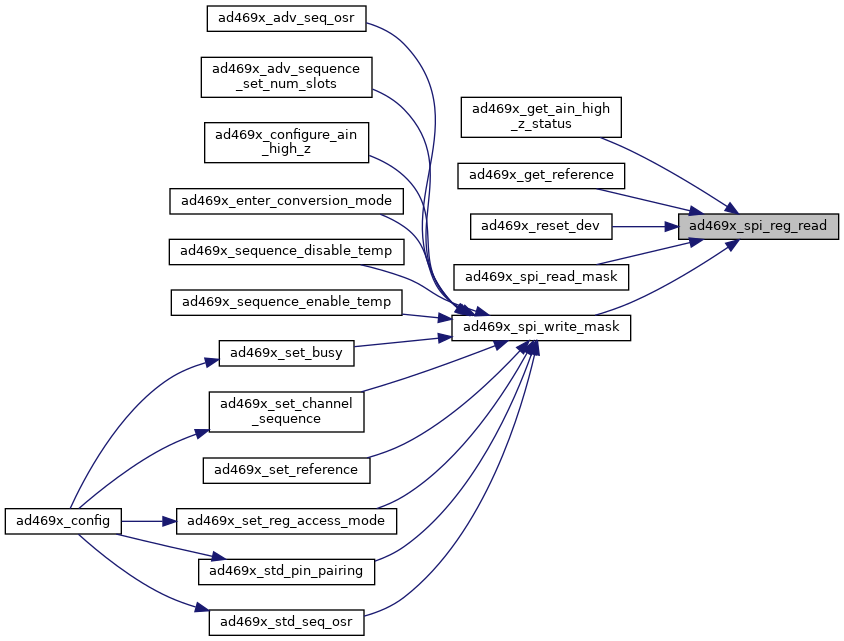 ad469x_adv_seq_osr
ad469x_adv_sequence
_set_num_slots
ad469x_configure_ain
_high_z
ad469x_enter_conversion_mode
ad469x_sequence_disable_temp
ad469x_sequence_enable_temp
ad469x_set_busy
ad469x_set_channel
_sequence
ad469x_set_reference
ad469x_config
ad469x_set_reg_access_mode
ad469x_std_pin_pairing
ad469x_std_seq_osr
ad469x_get_ain_high
_z_status
ad469x_get_reference
ad469x_reset_dev
ad469x_spi_read_mask
ad469x_spi_write_mask
ad469x_spi_reg_read